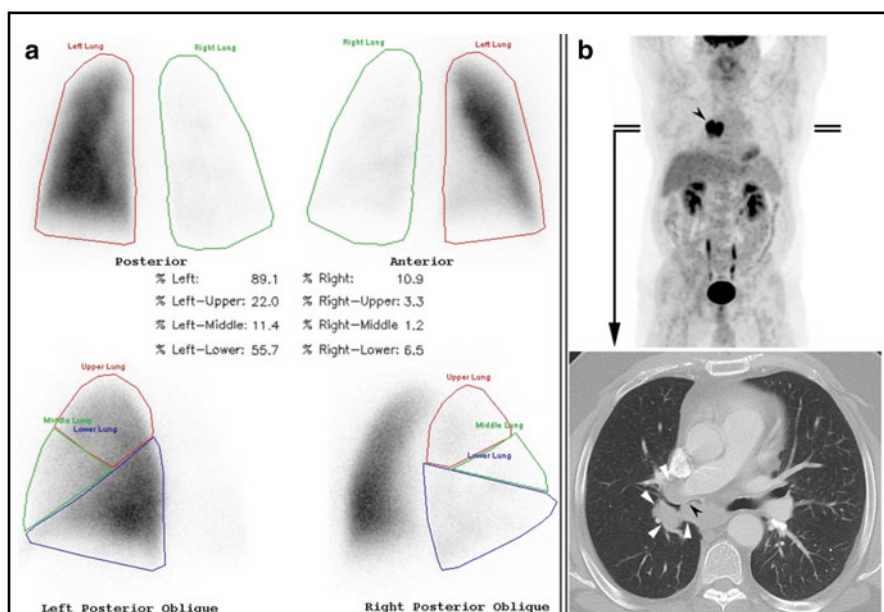 a
Left Lung
Right Lung
Right Lung
Left Lung
Posterior
Anterior
% Left: 89.1 % Right: 10.9
% Left-Upper: 22.0 % Right-Upper: 3.3
% Left-Middle: 11.4 % Right-Middle 1.2
% Left-Lower: 55.7 % Right-Lower: 6.5
Upper Lung
Middle Lung
Lower Lung
Upper Lung
Middle Lung
Lower Lung
Left Posterior Oblique
Right Posterior Oblique
b